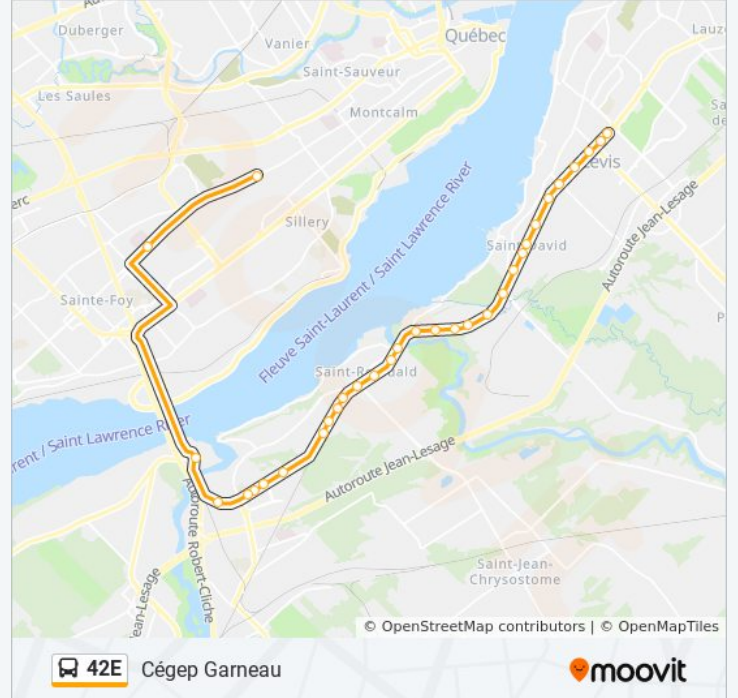 Duberger
Vanier
Québec
Lauz
Saint-Sauveur
Les Saules
Montcalm
Lévis
Sillery
Saint-David
Autoroute Jean-Lesage
Sainte-Foy
Fleuve Saint-Laurent / Saint Lawrence River
Saint-Romuald
rent / Saint Lawrence River
Autoroute Jean-Lesage
Autoroute Robert-Cliche
Saint-Jean-
Chrysostome
Jean-Lesage
© OpenStreetMap contributors | © OpenMapTiles
42E Cégep Garneau
moovit